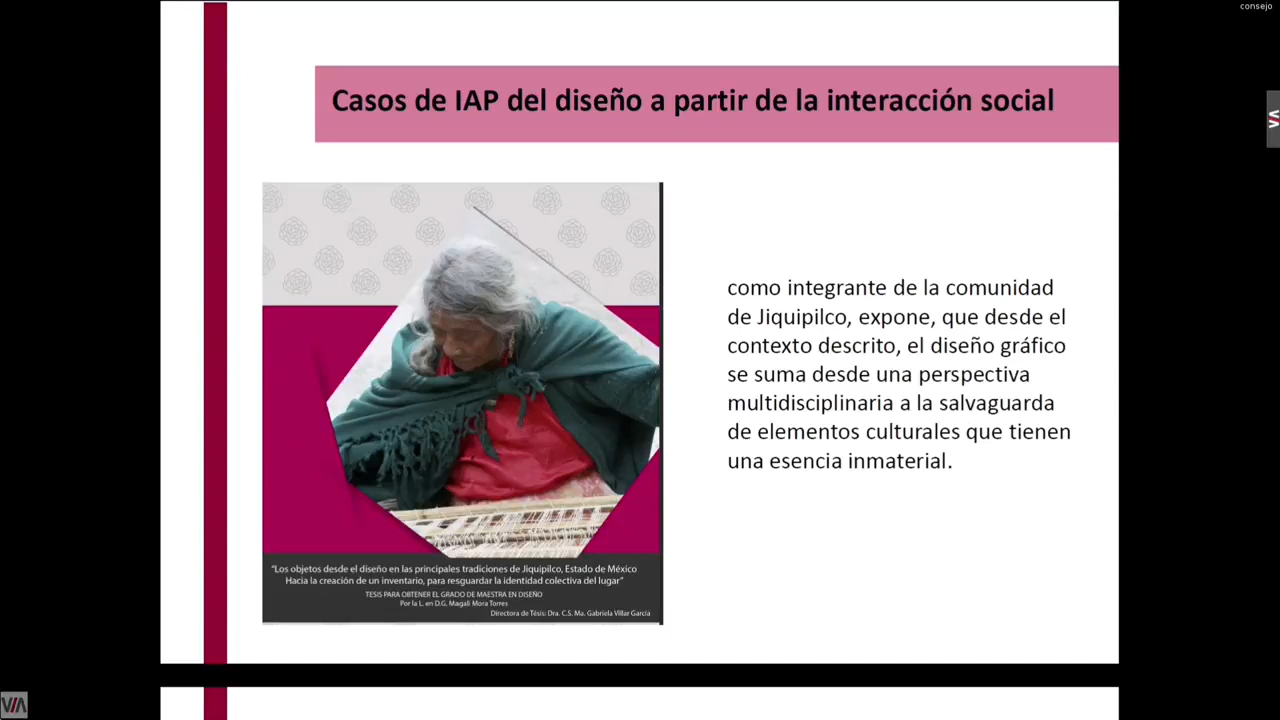 consejo
Casos de IAP del diseño a partir de la interacción social
como integrante de la comunidad
de Jiquipilco, expone, que desde el
contexto descrito, el diseño gráfico
se suma desde una perspectiva
multidisciplinaria a la salvaguarda
de elementos culturales que tienen
una esencia inmaterial.
“Los objetos desde el diseño en las principales tradiciones de Jiquipilco, Estado de México
Hacia la creación de un inventario, para resguardar la identidad colectiva del lugar”
TESIS PARA OBTENER EL GRADO DE MAESTRA EN DISEÑO
Por la L. en D.G. Magali Mora Torres
Directora de Tésis: Dra. C.S. Ma. Gabriela Villar García
VIA